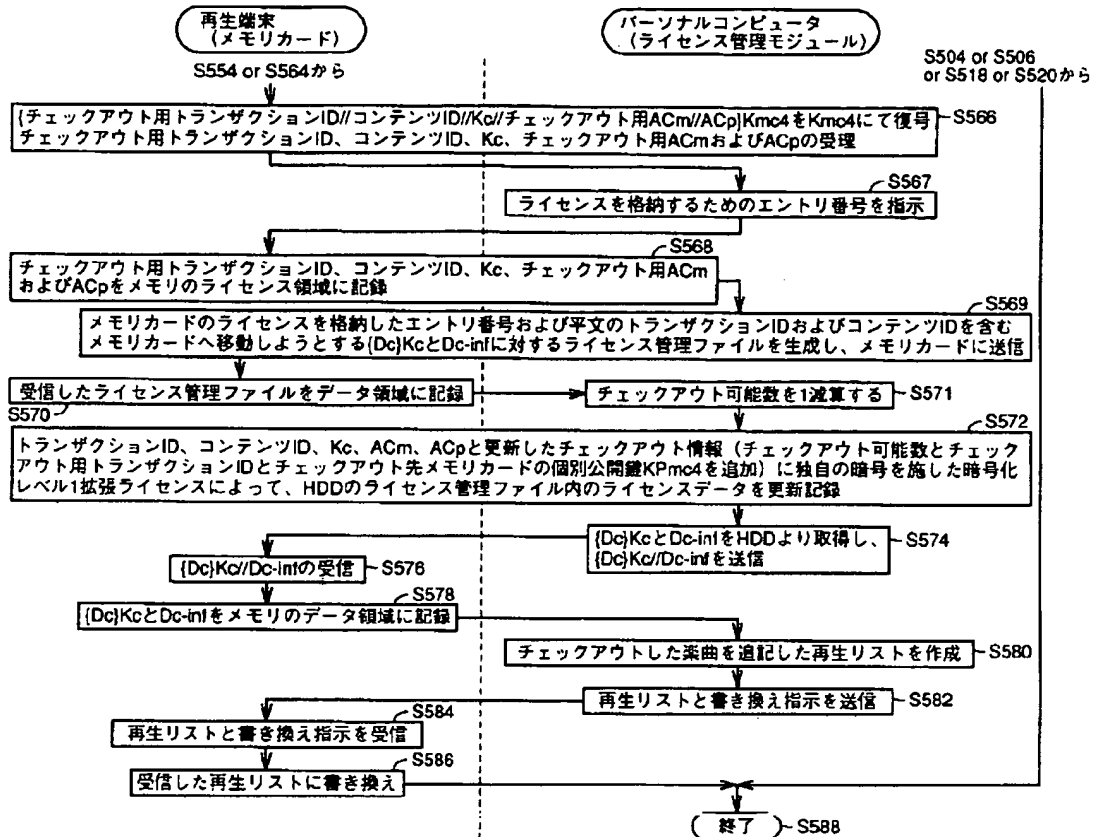 再生端末
(メモリカード)
パーソナルコンピュータ
(ライセンス管理モジュール)
S554 or S564から
S504 or S506
or S518 or S520から
{チェックアウト用トランザクションID//コンテンツID//Kc//チェックアウト用ACm//ACp}Kmc4をKmc4にて復号
チェックアウト用トランザクションID、コンテンツID、Kc、チェックアウト用ACmおよびACpの受理
S566
S567
ライセンスを格納するためのエントリ番号を指示
S568
チェックアウト用トランザクションID、コンテンツID、Kc、チェックアウト用ACm
およびACpをメモリのライセンス領域に記録
S569
メモリカードのライセンスを格納したエントリ番号および平文のトランザクションIDおよびコンテンツIDを含む
メモリカードへ移動しようとする{Dc}KcとDc-infに対するライセンス管理ファイルを生成し、メモリカードに送信
受信したライセンス管理ファイルをデータ領域に記録
S570
チェックアウト可能数を1減算する
S571
S572
トランザクションID、コンテンツID、Kc、ACm、ACpと更新したチェックアウト情報(チェックアウト可能数とチェック
アウト用トランザクションIDとチェックアウト先メモリカードの個別公開鍵KPmc4を追加)に独自の暗号を施した暗号化
レベル1拡張ライセンスによって、HDDのライセンス管理ファイル内のライセンスデータを更新記録
{Dc}KcとDc-infをHDDより取得し、
{Dc}Kc//Dc-infを送信
S574
{Dc}Kc//Dc-infの受信
S576
S578
{Dc}KcとDc-infをメモリのデータ領域に記録
チェックアウトした楽曲を追記した再生リストを作成
S580
再生リストと書き換え指示を送信
S582
S584
再生リストと書き換え指示を受信
S586
受信した再生リストに書き換え
終了
S588